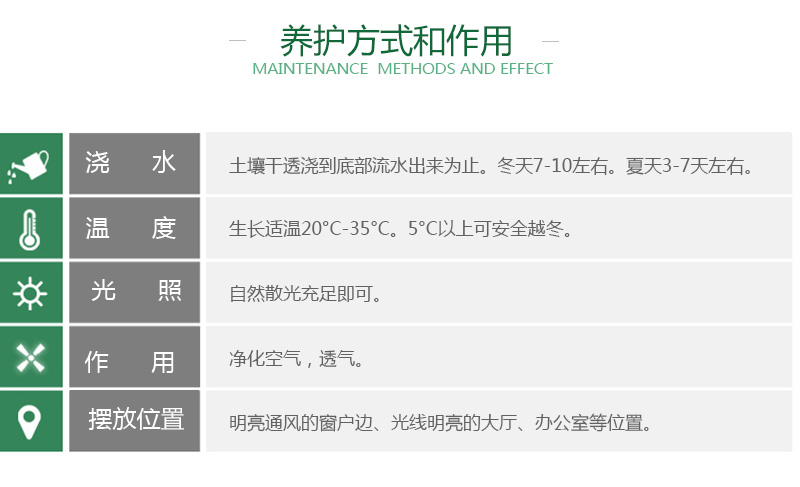 养护方式和作用
MAINTENANCE METHODS AND EFFECT
浇 水
土壤干透浇到底部流水出来为止。冬天7-10左右。夏天3-7天左右。
温 度
生长适温20°C-35°C。5°C以上可安全越冬。
光 照
自然散光充足即可。
作 用
净化空气，透气。
摆放位置
明亮通风的窗户边、光线明亮的大厅、办公室等位置。